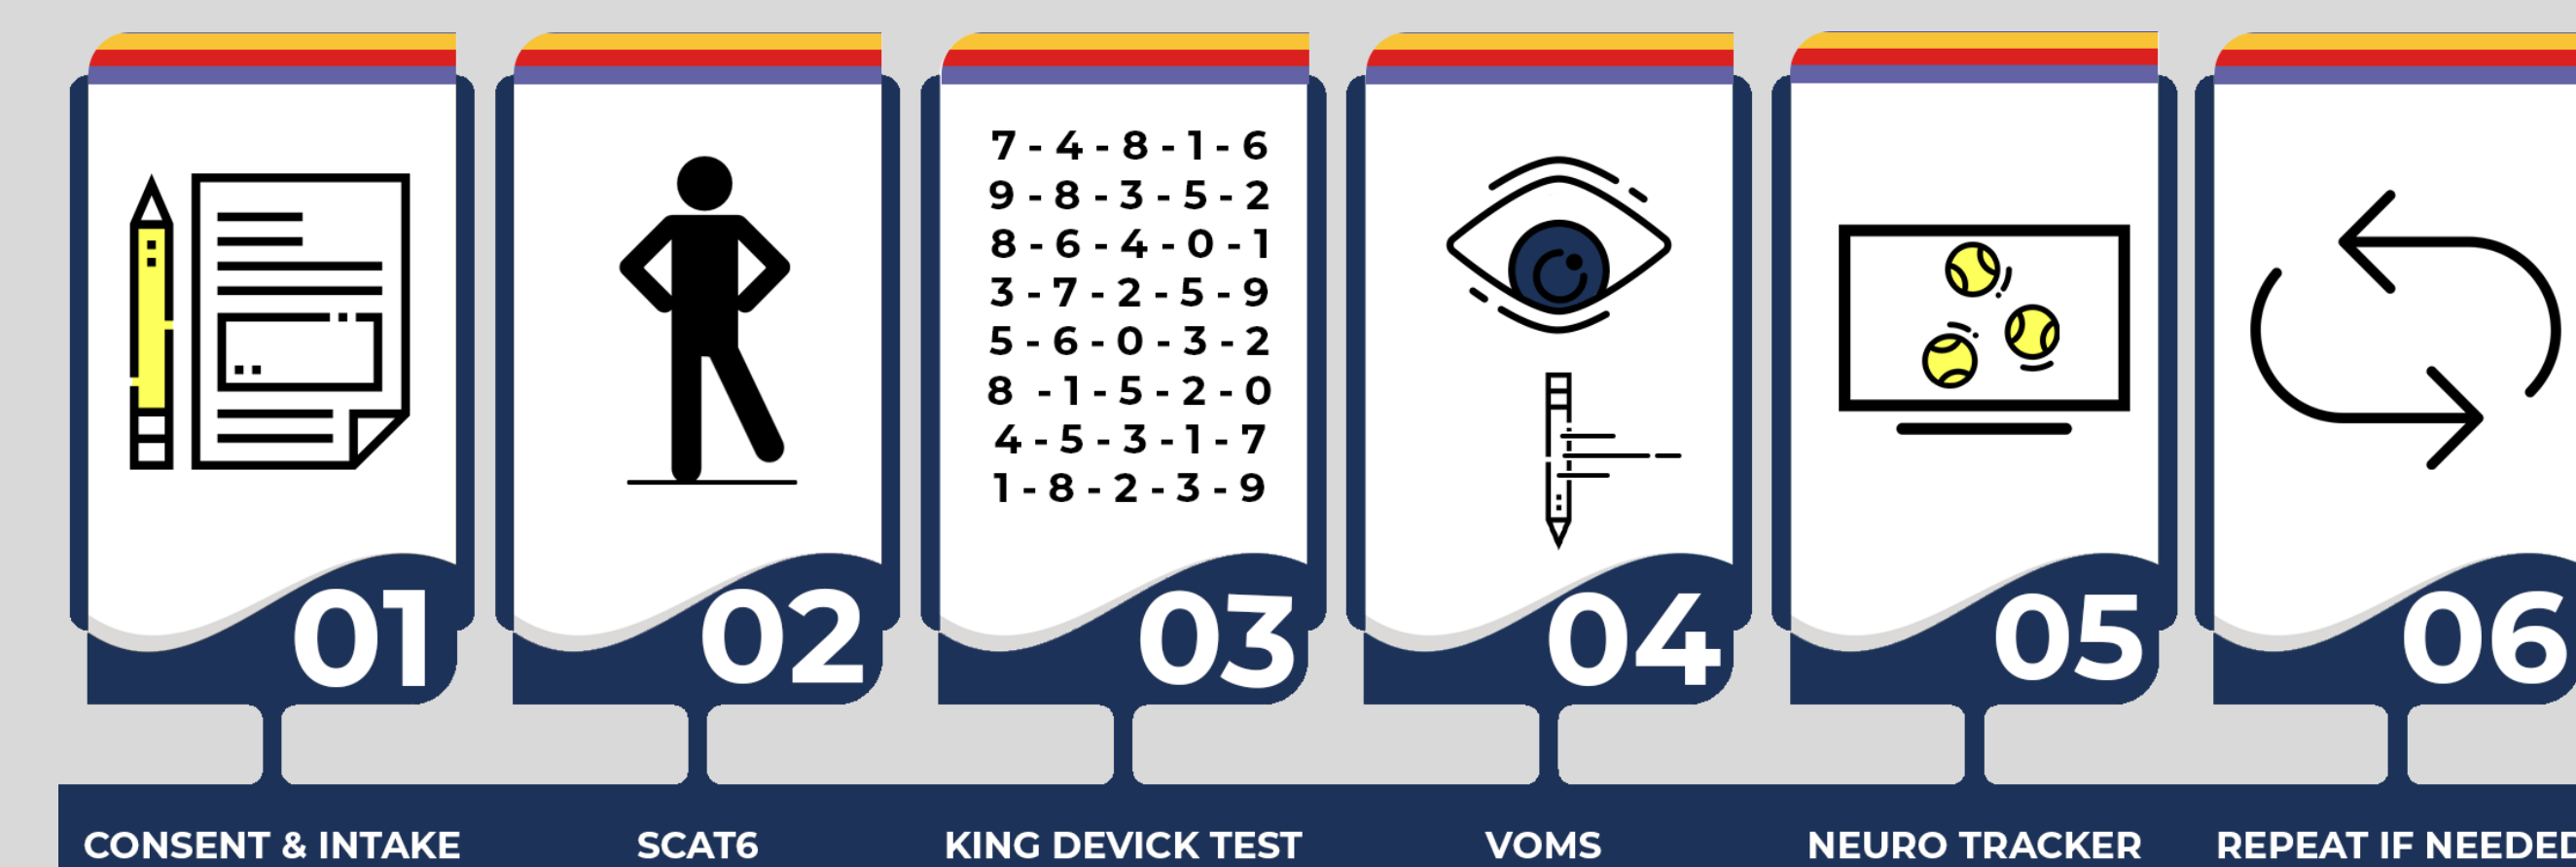 7 - 4 - 8 - 1 - 6
9 - 8 - 3 - 5 - 2
8 - 6 - 4 - 0 - 1
3 - 7 - 2 - 5 - 9
5 - 6 - 0 - 3 - 2
8 - 1 - 5 - 2 - 0
4 - 5 - 3 - 1 - 7
1 - 8 - 2 - 3 - 9
01
02
03
04
05
06
CONSENT & INTAKE
SCAT6
KING DEVICK TEST
VOMS
NEURO TRACKER
REPEAT IF NEEDED